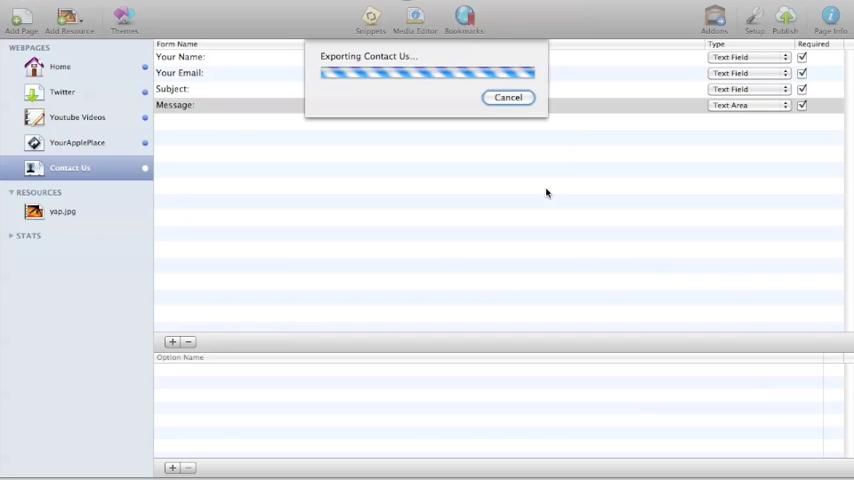 Add Page Add Resource Themes Snippets Media Editor Bookmarks Addons Setup Publish Page Info
WEBPAGES
Home
Twitter
Youtube Videos
YourApplePlace
Contact Us
RESOURCES
yap.jpg
STATS
Form Name Type Required
Your Name: Text Field
Your Email: Text Field
Subject: Text Field
Message: Text Area
Exporting Contact Us...
Cancel
Option Name